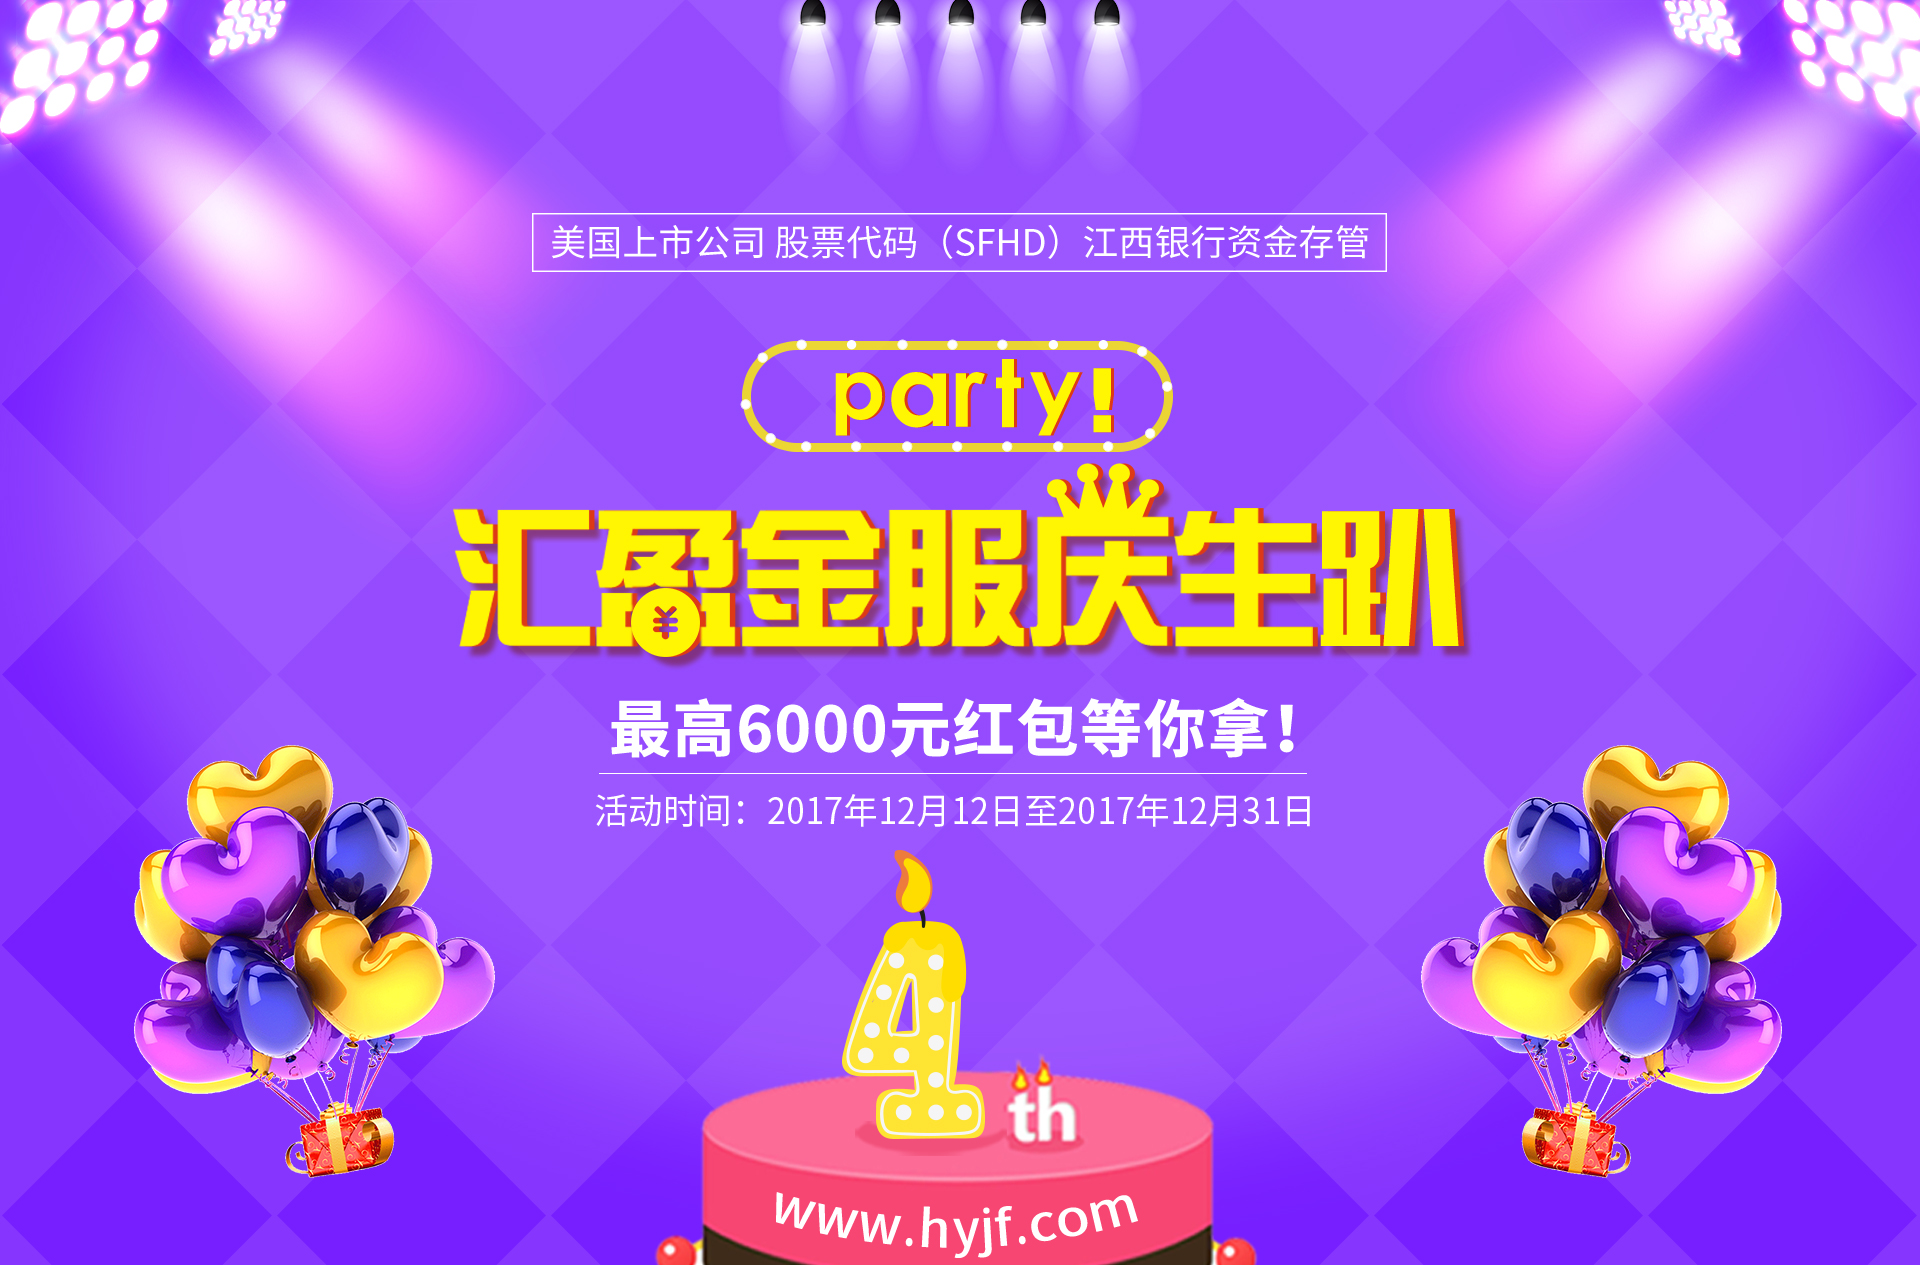 美国上市公司 股票代码（SFHD）江西银行资金存管
party!
汇盈金服庆生趴
¥
最高6000元红包等你拿！
活动时间：2017年12月12日至2017年12月31日
4th
www.hyjf.com